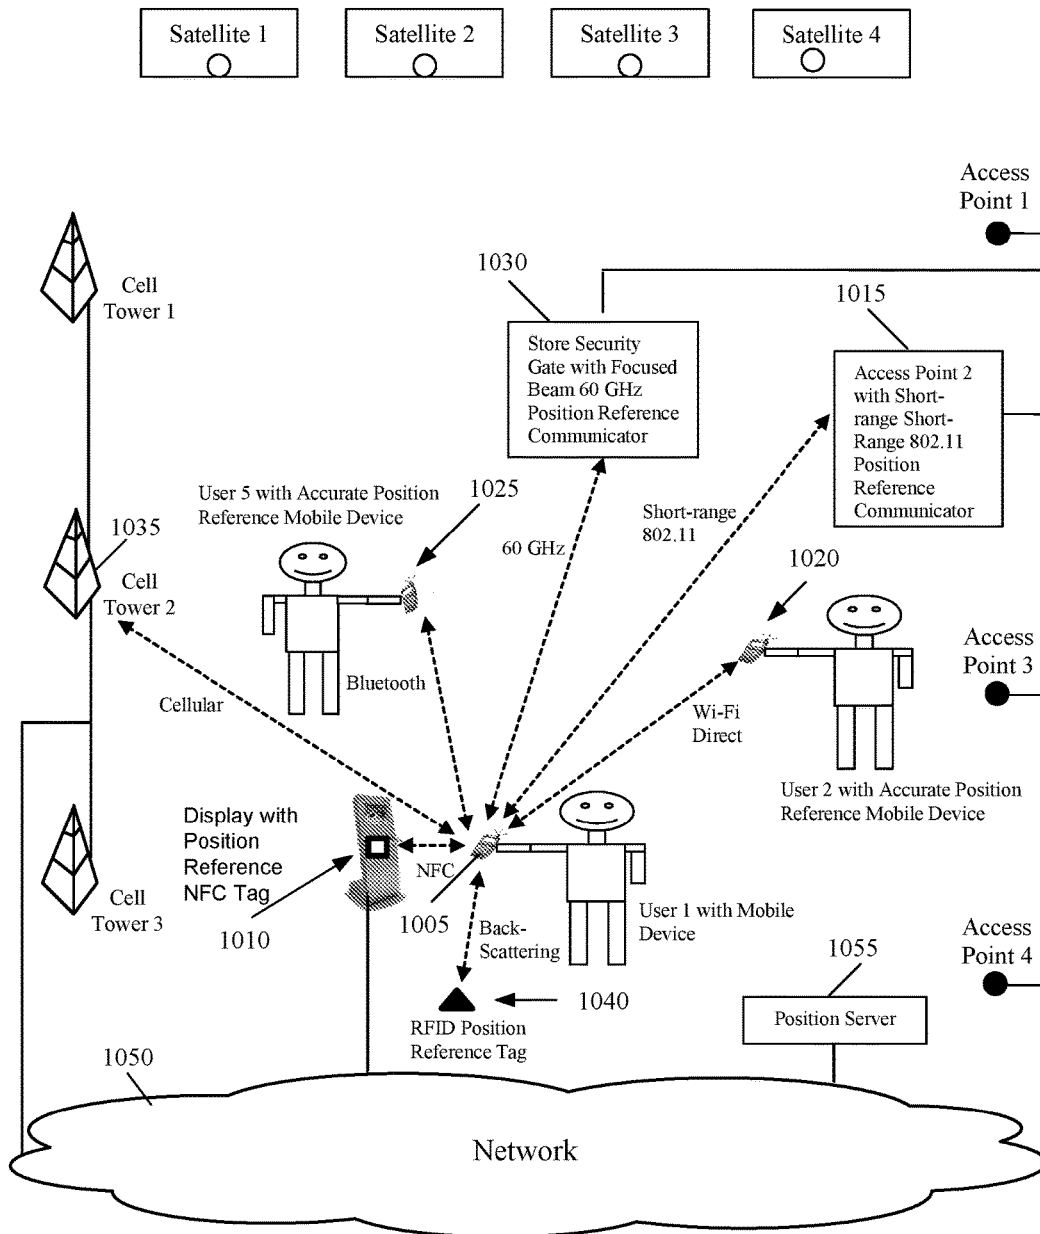 Satellite 1
Satellite 2
Satellite 3
Satellite 4
Access
Point 1
1030
1015
Cell
Tower 1
Store Security
Gate with Focused
Beam 60 GHz
Position Reference
Communicator
Access Point 2
with Short-
range Short-
Range 802.11
Position
Reference
Communicator
User 5 with Accurate Position
Reference Mobile Device
1025
1035
Cell
Tower 2
60 GHz
Short-range
802.11
1020
Access
Point 3
Cellular
Bluetooth
Wi-Fi
Direct
User 2 with Accurate Position
Reference Mobile Device
Display with
Position
Reference
NFC Tag
1010
NFC
1005
Cell
Tower 3
User 1 with Mobile
Device
Back-
Scattering
Access
Point 4
1055
Position Server
1040
RFID Position
Reference Tag
1050
Network